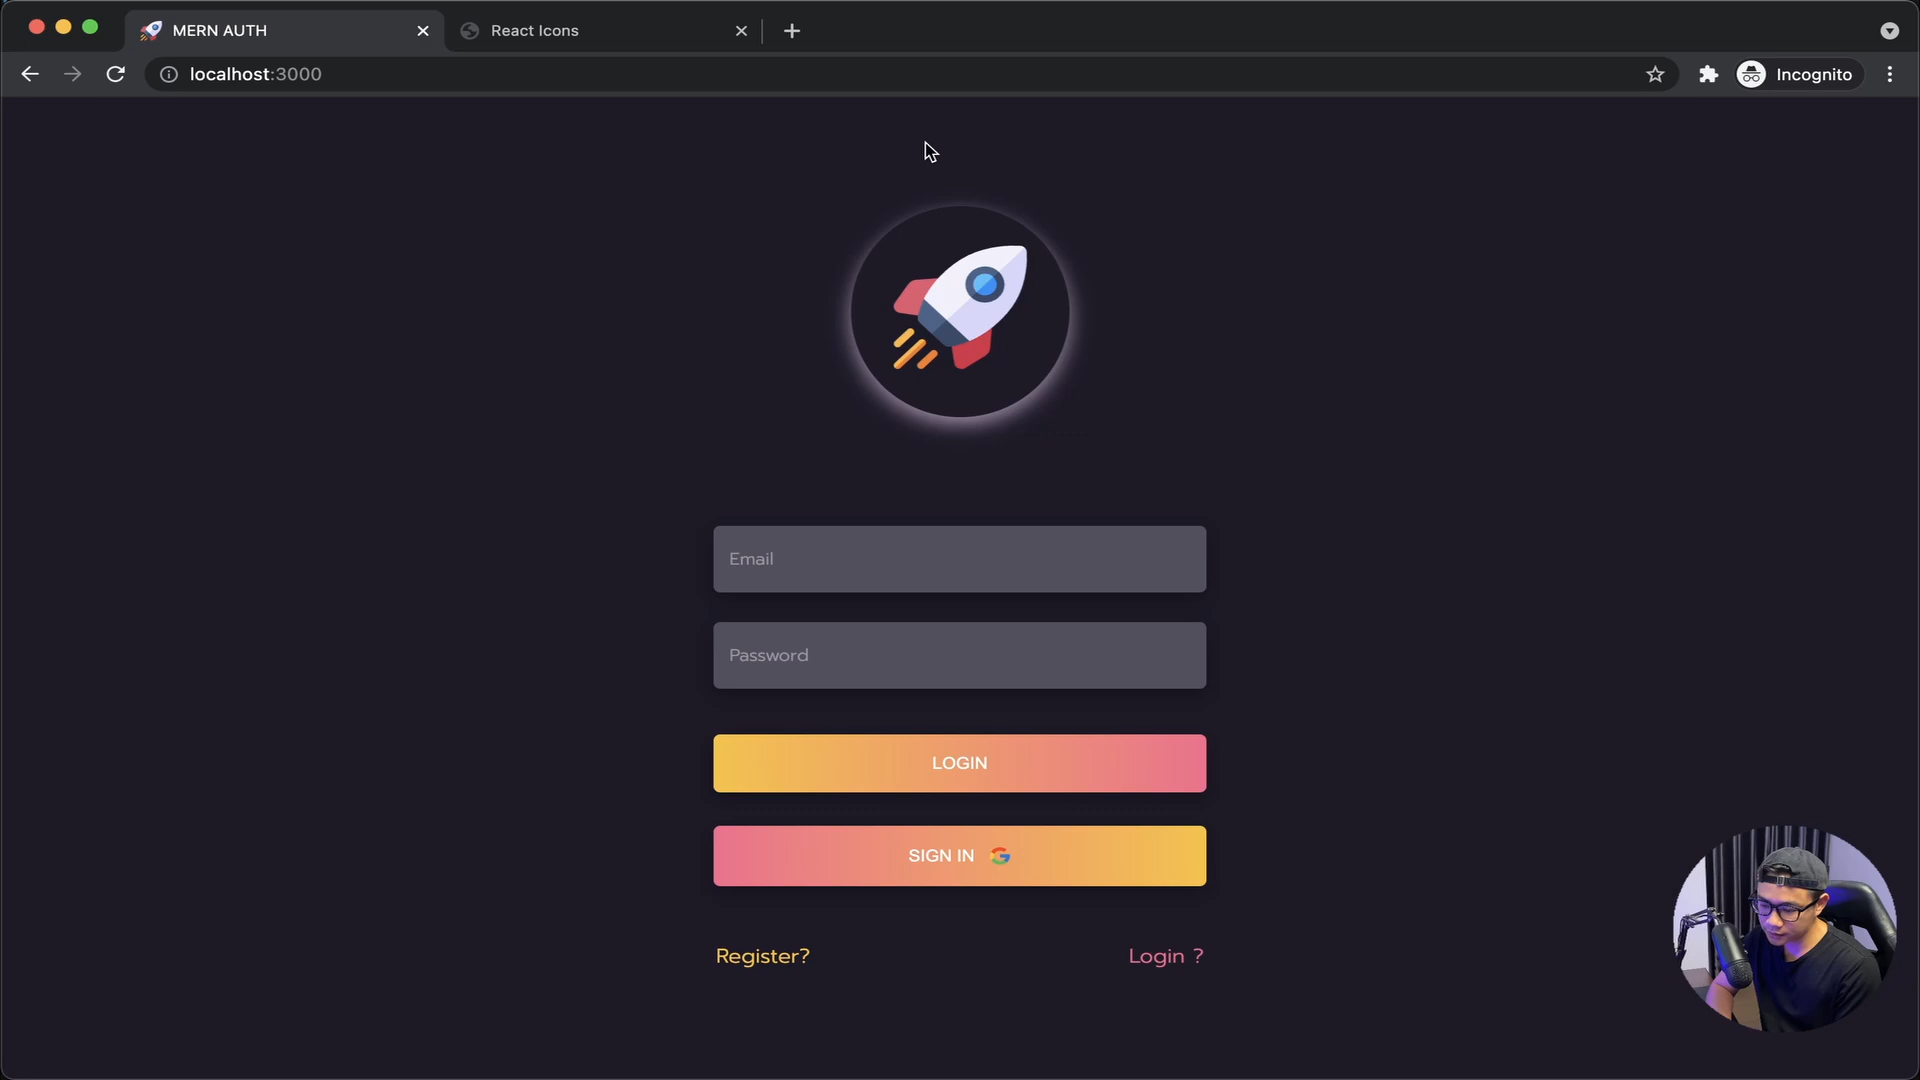 MERN AUTH
React Icons
localhost:3000
Incognito
Email
Password
LOGIN
SIGN IN
Register?
Login ?